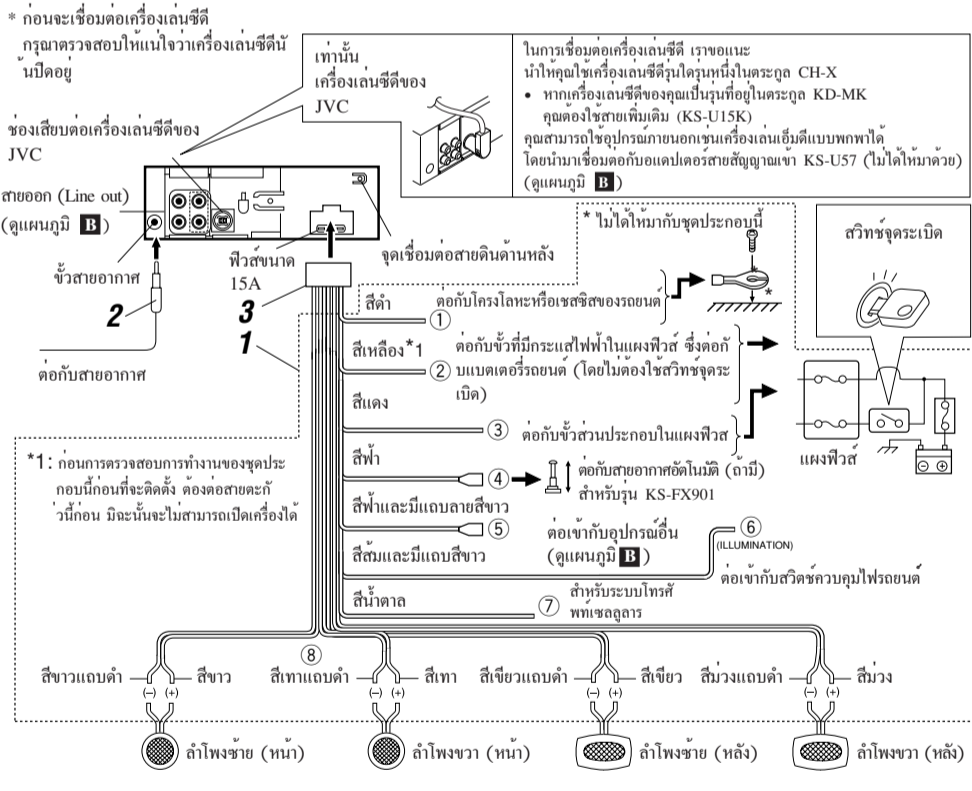 * ก่อนจะเชื่อมต่อเครื่องเล่นซีดี
กรุณาตรวจสอบให้แน่ใจว่าเครื่องเล่นซีดีนั
้นปิดอยู่
เท่านั้น
เครื่องเล่นซีดีของ
JVC
ในการเชื่อมต่อเครื่องเล่นซีดี เราขอแนะ
นำให้คุณใช้เครื่องเล่นซีดีรุ่นใดรุ่นหนึ่งในตระกูล CH-X
• หากเครื่องเล่นซีดีของคุณเป็นรุ่นที่อยู่ในตระกูล KD-MK
คุณต้องใช้สายเพิ่มเติม (KS-U15K)
คุณสามารถใช้อุปกรณ์ภายนอกเช่นเครื่องเล่นเอ็มดีแบบพกพาได้
โดยนำมาเชื่อมต่อกับอแดปเตอร์สายสัญญาณเข้า KS-U57 (ไม่ได้ให้มาด้วย)
(ดูแผนภูมิ B )
ช่องเสียบต่อเครื่องเล่นซีดีของ
JVC
สายออก (Line out)
(ดูแผนภูมิ B )
ขั้วสายอากาศ
2
ต่อกับสายอากาศ
ฟิวส์ขนาด
15A
3
1
จุดเชื่อมต่อสายดินด้านหลัง
* ไม่ได้ให้มากับชุดประกอบนี้
*
สวิทช์จุดระเบิด
สีดำ
① ต่อกับโครงโลหะหรือเชสซิสของรถยนต์
สีเหลือง*1
② ต่อกับขั้วที่มีกระแสไฟฟ้าในแผงฟิวส์ ซึ่งต่อกั
บแบตเตอรี่รถยนต์ (โดยไม่ต้องใช้สวิทช์จุดระ
เบิด)
สีแดง
③ ต่อกับขั้วส่วนประกอบในแผงฟิวส
แผงฟิวส์
*1: ก่อนการตรวจสอบการทำงานของชุดประ
กอบนี้ก่อนที่จะติดตั้ง ต้องต่อสายตะกั
่วนี้ก่อน มิฉะนั้นจะไม่สามารถเปิดเครื่องได้
สีฟ้า
④ ต่อกับสายอากาศอัตโนมัติ (ถ้ามี)
สำหรับรุ่น KS-FX901
สีฟ้าและมีแถบลายสีขาว
⑤ ต่อเข้ากับอุปกรณ์อื่น
(ดูแผนภูมิ B )
สีส้มและมีแถบสีขาว
⑥
(ILLUMINATION)
ต่อเข้ากับสวิตช์ควบคุมไฟรถยนต์
สีน้ำตาล
⑦ สำหรับระบบโทรศั
พท์เซลลูลาร
⑧
สีขาวแถบดำ (-) (+) สีขาว สีเทาแถบดำ (-) (+) สีเทา สีเขียวแถบดำ (-) (+) สีเขียว สีม่วงแถบดำ (-) (+) สีม่วง
ลำโพงซ้าย (หน้า) ลำโพงขวา (หน้า) ลำโพงซ้าย (หลัง) ลำโพงขวา (หลัง)